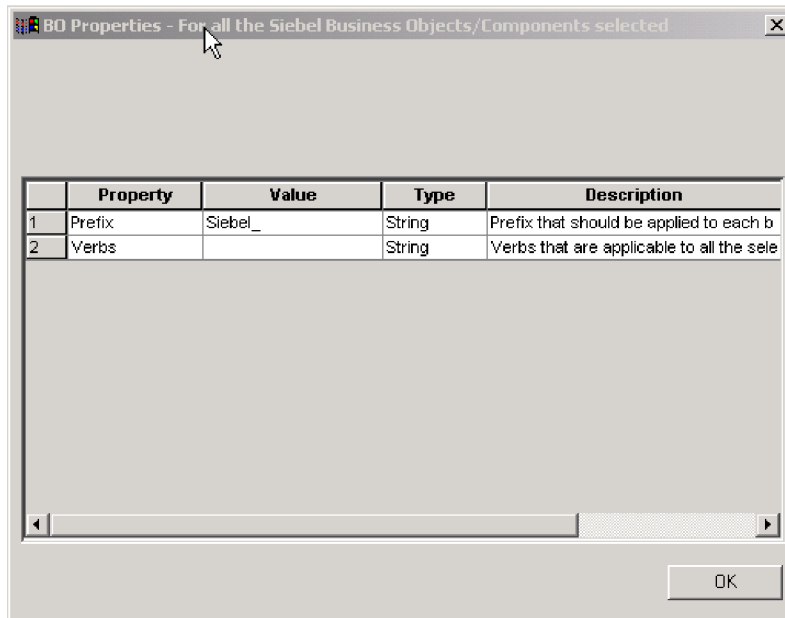 BO Properties - For all the Siebel Business Objects/Components selected
Property Value Type Description
1 Prefix Siebel_ String Prefix that should be applied to each b
2 Verbs String Verbs that are applicable to all the sele
OK